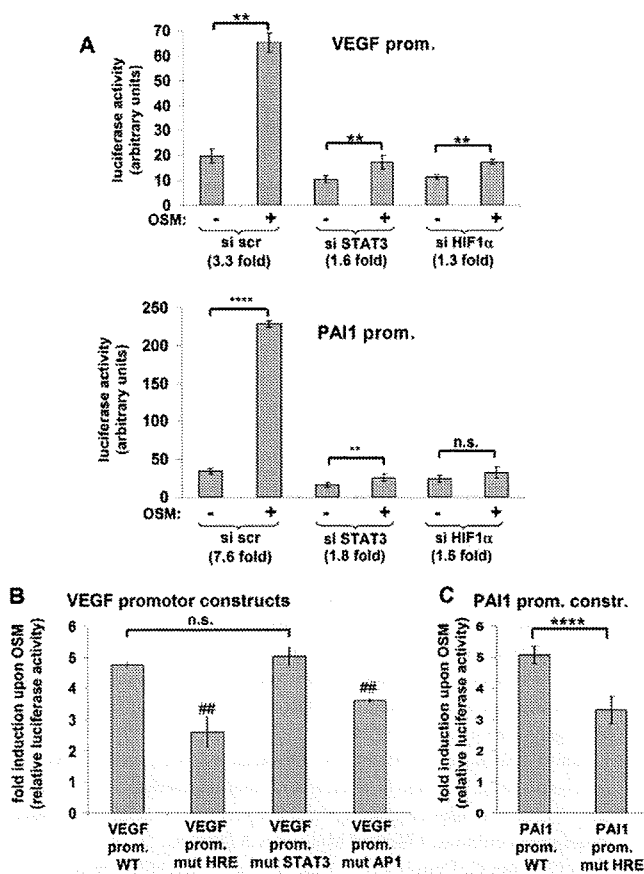 A
VEGF prom.
**
70
60
50
40
30
20
10
0
luciferase activity
(arbitrary units)
**
**
OSM: - + - + - +
si scr si STAT3 si HIF1α
(3.3 fold) (1.6 fold) (1.3 fold)
PAI1 prom.
****
250
200
150
100
50
0
luciferase activity
(arbitrary units)
**
n.s.
OSM: - + - + - +
si scr si STAT3 si HIF1α
(7.6 fold) (1.8 fold) (1.5 fold)
B VEGF promotor constructs
n.s.
6
5
4
3
2
1
0
fold induction upon OSM
(relative luciferase activity)
##
##
VEGF VEGF VEGF VEGF
prom. prom. prom. prom.
WT mut HRE mut STAT3 mut AP1
C PAI1 prom. constr.
****
6
5
4
3
2
1
0
fold induction upon OSM
(relative luciferase activity)
PAI1 PAI1
prom. prom.
WT mut HRE